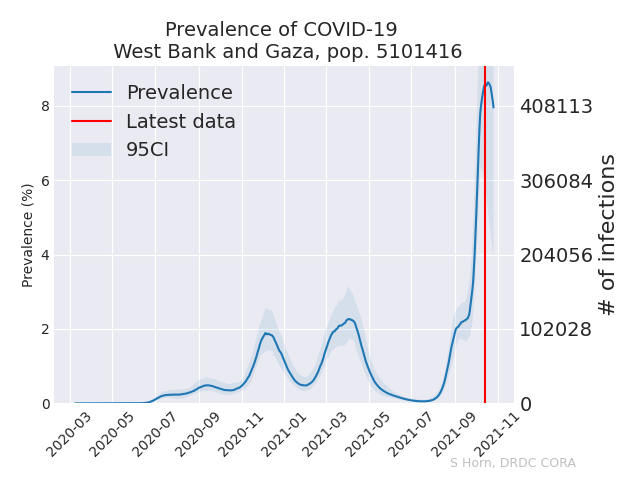 Prevalence of COVID-19
West Bank and Gaza, pop. 5101416
Prevalence
Latest data
95CI
Prevalence (%)
8
6
4
2
0
408113
306084
204056
102028
0
# of infections
2020-03
2020-05
2020-07
2020-09
2020-11
2021-01
2021-03
2021-05
2021-07
2021-09
2021-11
S Horn, DRDC CORA